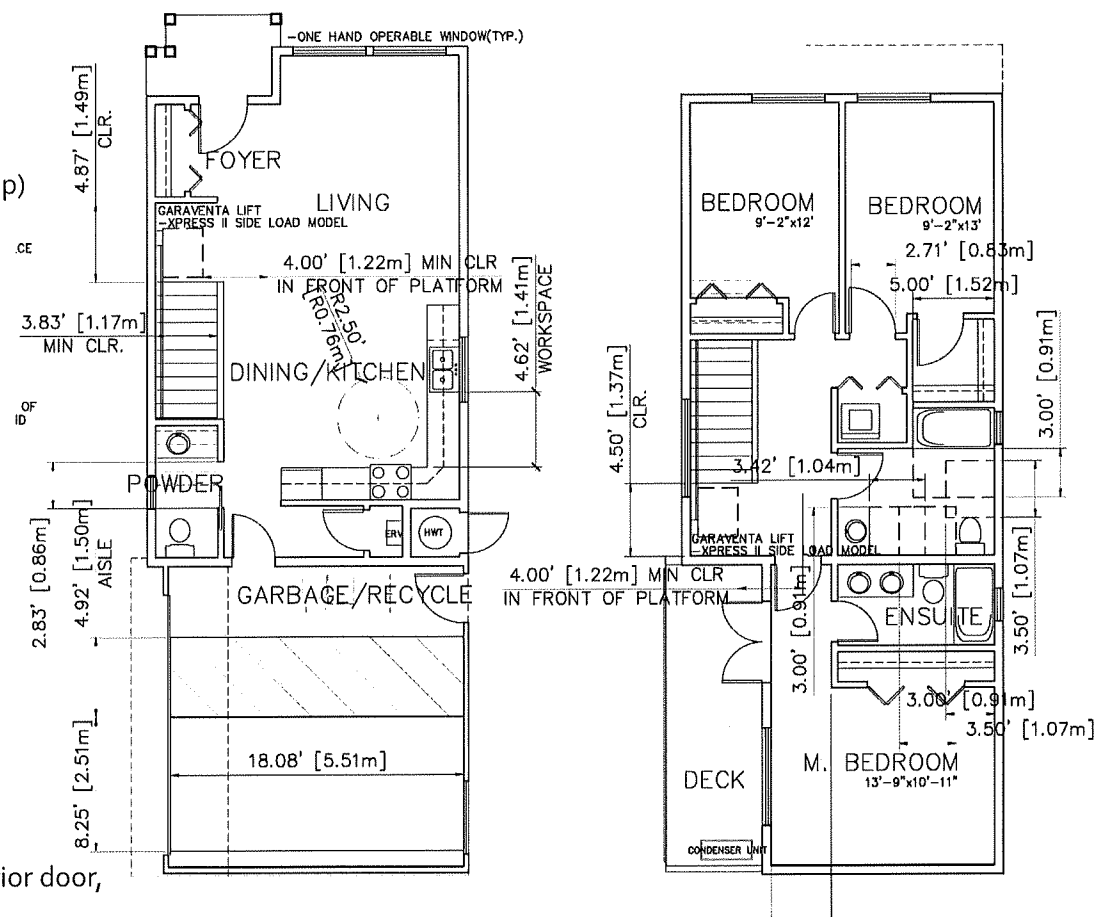 -ONE HAND OPERABLE WINDOW(TYP.)
4.87' [1.49m]
CLR.
FOYER
p)
LIVING
GARAVENTA LIFT
-XPRESS II SIDE LOAD MODEL
CE
4.00' [1.22m] MIN CLR
IN FRONT OF PLATFORM
R2.50'
[R0.76m]
4.62' [1.41m]
WORKSPACE
3.83' [1.17m]
MIN CLR.
DINING/KITCHEN
OF
ID
POWDER
ERV
HWT
2.83' [0.86m]
4.92' [1.50m]
AISLE
GARBAGE/RECYCLE
18.08' [5.51m]
8.25' [2.51m]
ior door,
BEDROOM
9'-2"x12'
BEDROOM
9'-2"x13'
2.71' [0.83m]
5.00' [1.52m]
3.00' [0.91m]
4.50' [1.37m]
CLR.
3.42' [1.04m]
GARAVENTA LIFT
-XPRESS II SIDE LOAD MODEL
4.00' [1.22m] MIN CLR
IN FRONT OF PLATFORM
3.00' [0.91m]
ENSUITE
3.50' [1.07m]
3.00' [0.91m]
3.50' [1.07m]
M. BEDROOM
13'-9"x10'-11"
DECK
CONDENSER UNIT